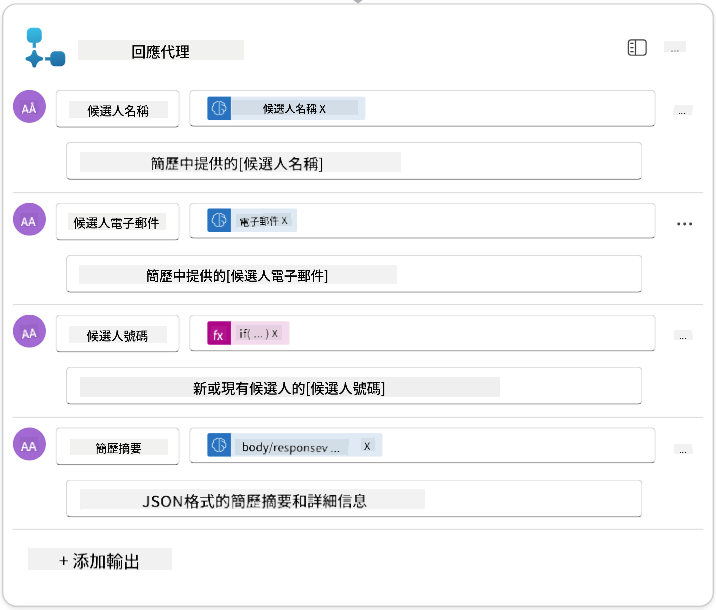 回應代理
...
AA 候選人名稱 候選人名稱 X ...
簡歷中提供的[候選人名稱]
AA 候選人電子郵件 電子郵件 X ...
簡歷中提供的[候選人電子郵件]
AA 候選人號碼 fx if( ... ) X ...
新或現有候選人的[候選人號碼]
AA 簡歷摘要 body/responsev ... X ...
JSON格式的簡歷摘要和詳細信息
+ 添加輸出